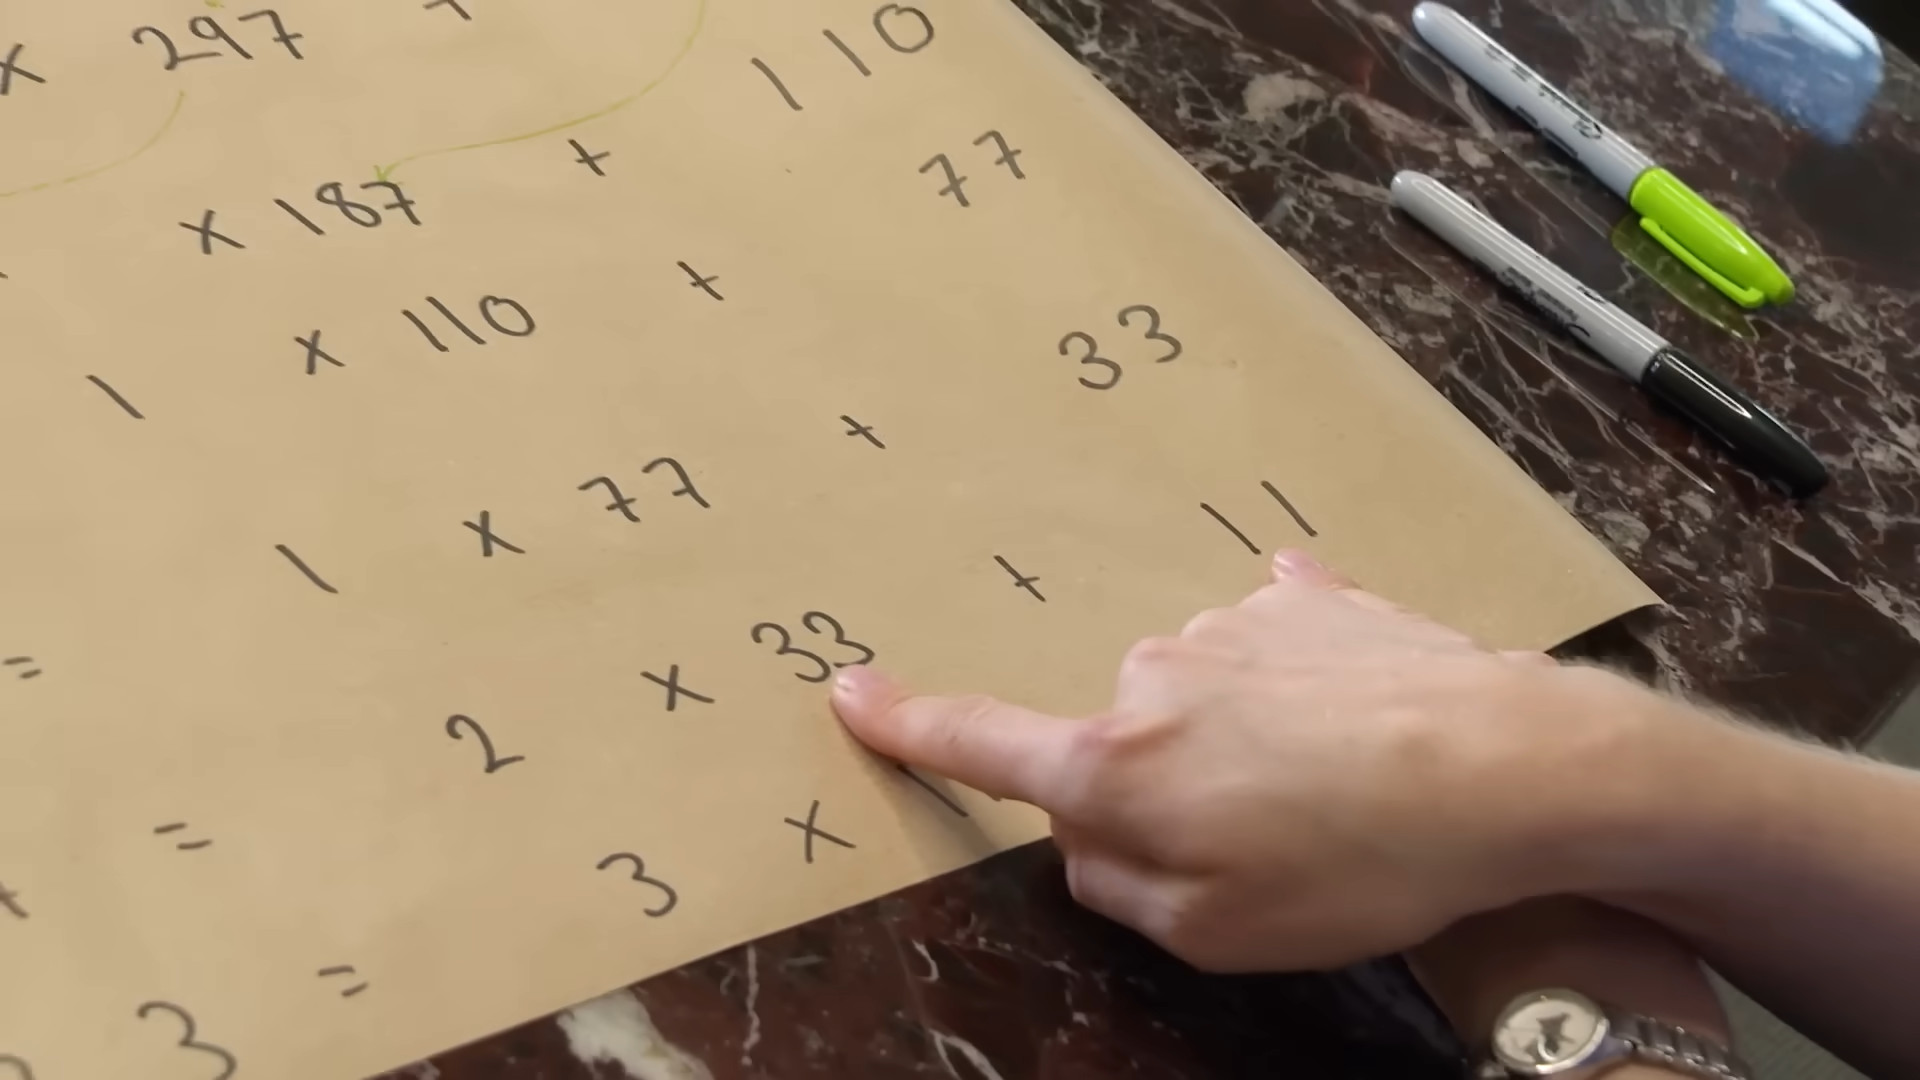 x 297 +
x 187 + 110
1 x 110 + 77
= 1 x 77 + 33
= 2 x 33 + 11
3 = 3 x